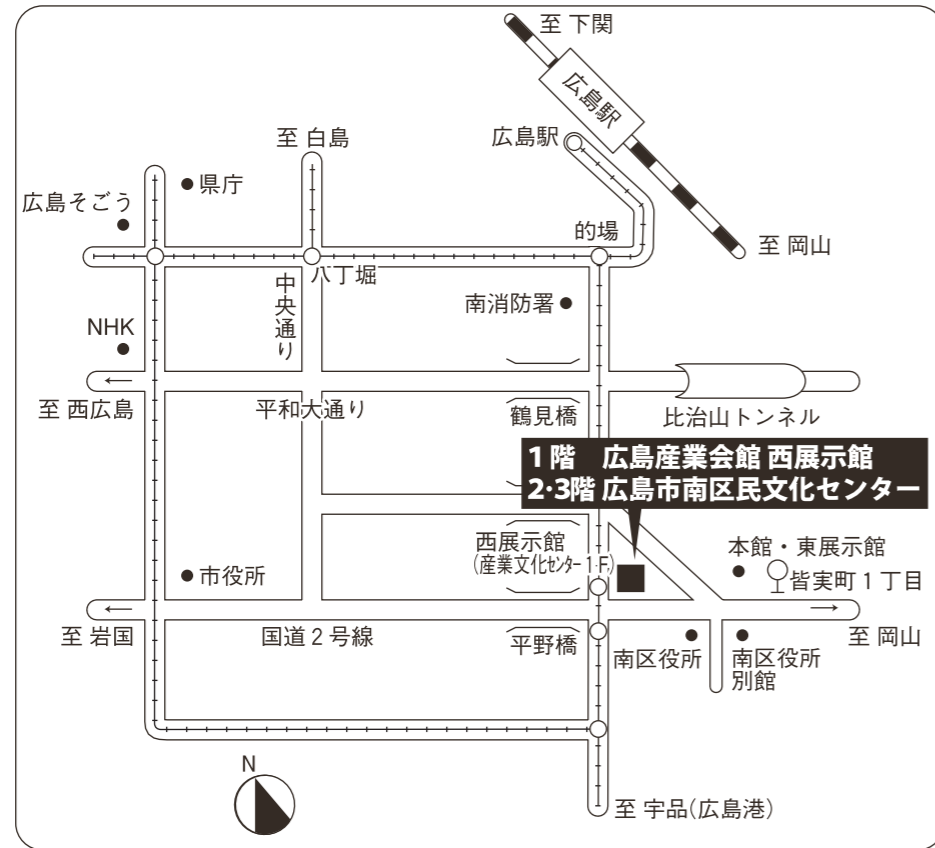 至 下関
広島駅
広島駅
至 白島
県庁
広島そごう
的場
至 岡山
八丁堀
中央通り
南消防署
NHK
至 西広島
平和大通り
鶴見橋
比治山トンネル
1階 広島産業会館 西展示館
2・3階 広島市南区民文化センター
西展示館
(産業文化センター1F)
本館・東展示館
皆実町1丁目
市役所
至 岩国
国道2号線
平野橋
南区役所
南区役所
別館
至 岡山
N
至 宇品(広島港)